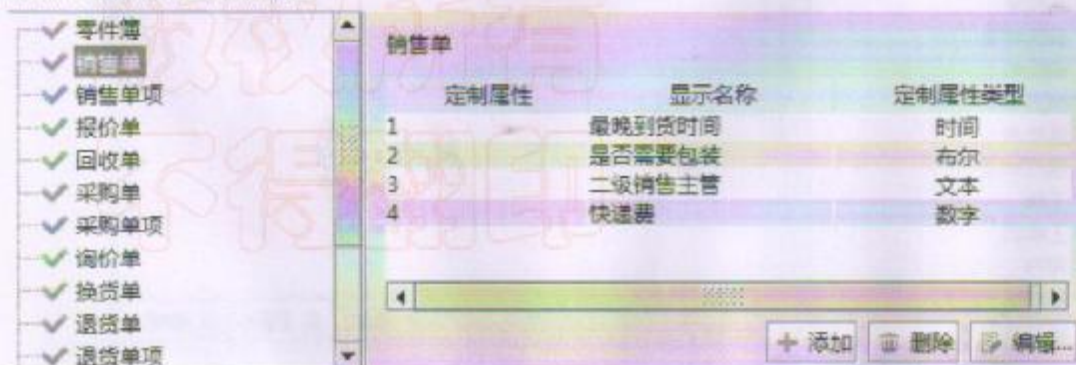 零件簿
销售单
销售单项
报价单
回收单
采购单
采购单项
询价单
换货单
退货单
退货单项
销售单
定制属性 显示名称 定制属性类型
1 最晚到货时间 时间
2 是否需要包装 布尔
3 二级销售主管 文本
4 快递费 数字
添加 删除 编辑...